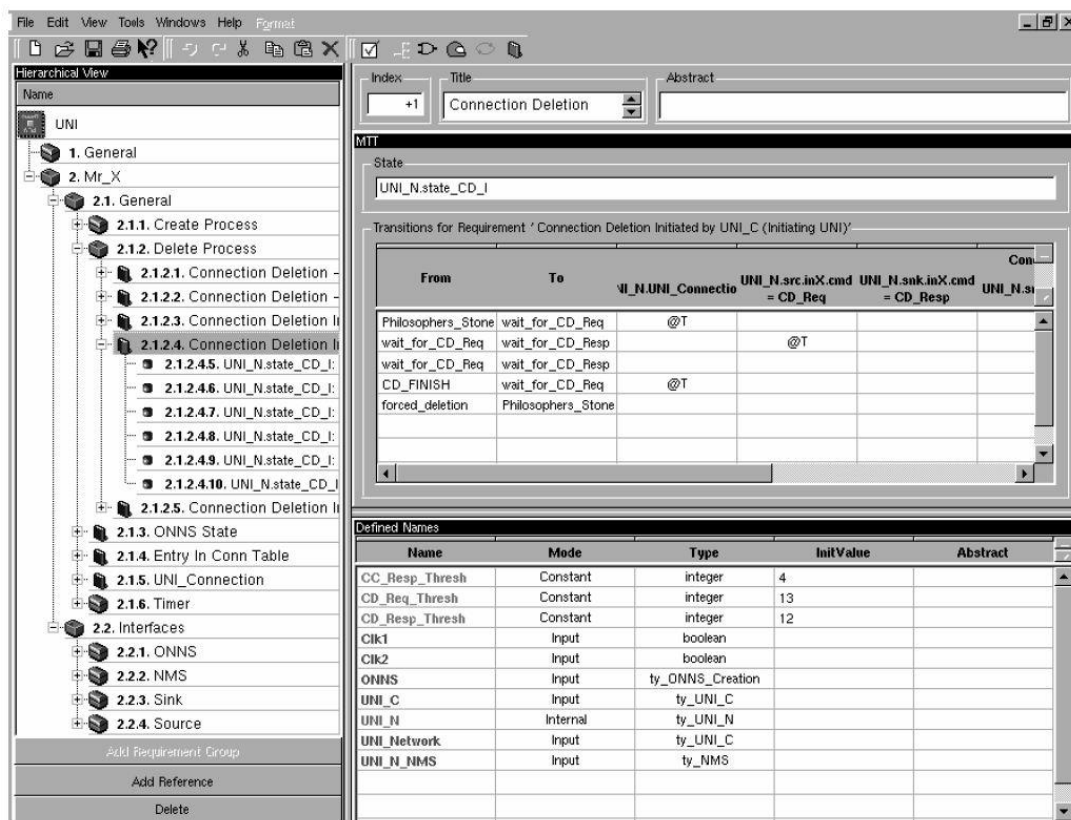 File Edit View Tools Windows Help Format
Hierarchical View
Name
UNI
1. General
2. Mr_X
2.1. General
2.1.1. Create Process
2.1.2. Delete Process
2.1.2.1. Connection Deletion -
2.1.2.2. Connection Deletion -
2.1.2.3. Connection Deletion I
2.1.2.4. Connection Deletion I
2.1.2.4.5. UNI_N.state_CD_I:
2.1.2.4.6. UNI_N.state_CD_I:
2.1.2.4.7. UNI_N.state_CD_I:
2.1.2.4.8. UNI_N.state_CD_I:
2.1.2.4.9. UNI_N.state_CD_I:
2.1.2.4.10. UNI_N.state_CD_I
2.1.2.5. Connection Deletion I
2.1.3. ONNS State
2.1.4. Entry In Conn Table
2.1.5. UNI_Connection
2.1.6. Timer
2.2. Interfaces
2.2.1. ONNS
2.2.2. NMS
2.2.3. Sink
2.2.4. Source
Add Requirement Group
Add Reference
Delete
Index Title Abstract
+1 Connection Deletion
MTT
State
UNI_N.state_CD_I
Transitions for Requirement ' Connection Deletion Initiated by UNI_C (Initiating UNI)'
Con
From To UNI_N.src.inX.cmd UNI_N.snk.inX.cmd
NI_N.UNI_Connectio = CD_Req = CD_Resp
Philosophers_Stone wait_for_CD_Req @T
wait_for_CD_Req wait_for_CD_Resp @T
wait_for_CD_Req wait_for_CD_Resp
CD_FINISH wait_for_CD_Req @T
forced_deletion Philosophers_Stone
Defined Names
Name Mode Type InitValue Abstract
CC_Resp_Thresh Constant integer 4
CD_Req_Thresh Constant integer 13
CD_Resp_Thresh Constant integer 12
Clk1 Input boolean
Clk2 Input boolean
ONNS Input ty_ONNS_Creation
UNI_C Input ty_UNI_C
UNI_N Internal ty_UNI_N
UNI_Network Input ty_UNI_C
UNI_N_NMS Input ty_NMS